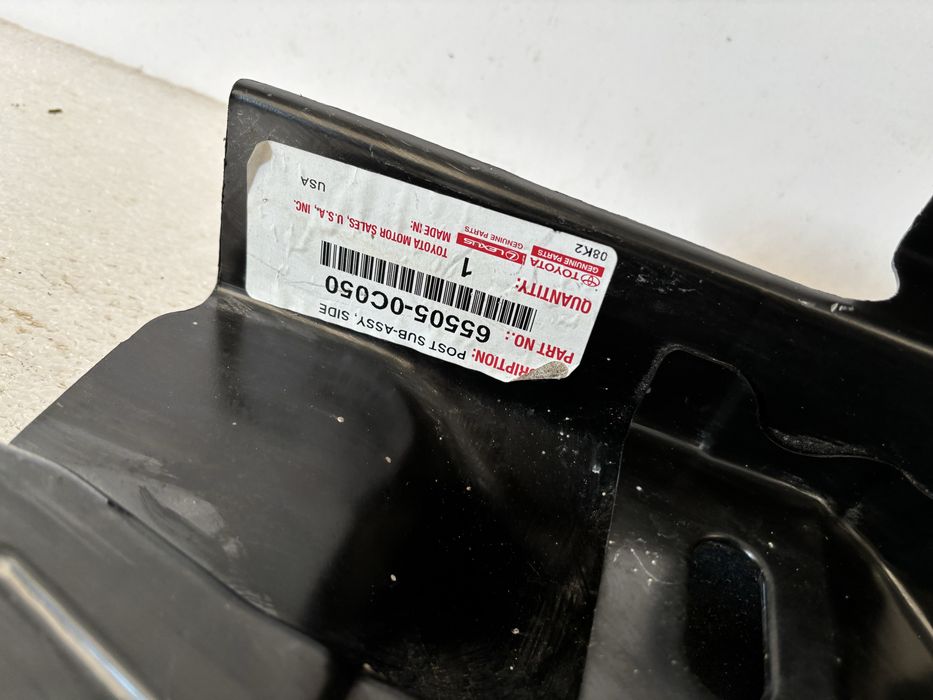 RIPTION: POST SUB-ASSY, SIDE
PART NO.:
65505-0C050
QUANTITY: 1
TOYOTA GENUINE PARTS
LEXUS GENUINE PARTS
MADE IN: USA
TOYOTA MOTOR SALES, U.S.A., INC.
08K2